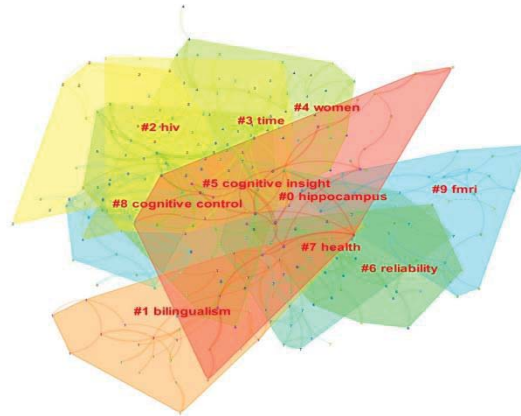 #4 women
#3 time
#2 hiv
#5 cognitive insight
#9 fmri
#0 hippocampus
#8 cognitive control
#7 health
#6 reliability
#1 bilingualism